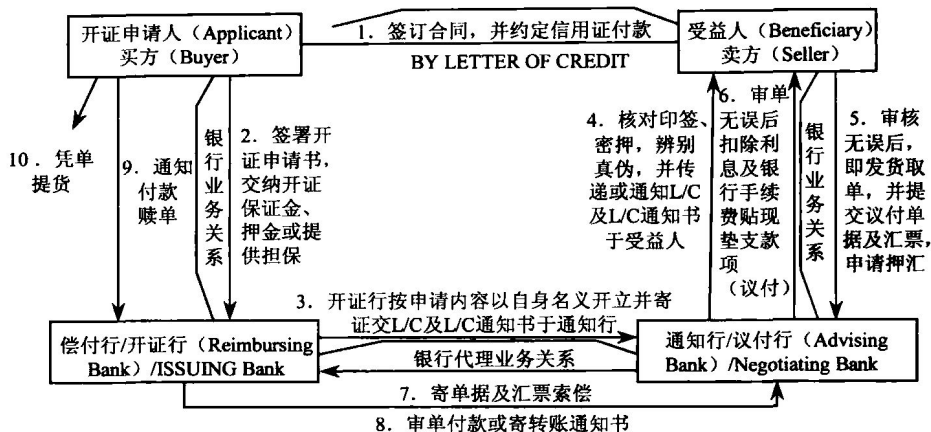 开证申请人（Applicant）
买方（Buyer）
1．签订合同，并约定信用证付款
BY LETTER OF CREDIT
受益人（Beneficiary）
卖方（Seller）
10．凭单
提货
9．通知
付款
赎单
银行业务关系
2．签署开
证申请书，
交纳开证
保证金、
押金或提
供担保
4．核对印签、
密押，辨别
真伪，并传
递或通知L/C
及L/C通知书
于受益人
6．审单
无误后
扣除利
息及银
行手续
费贴现
垫支款
项
（议付）
银行业务关系
5．审核
无误后，
即发货取
单，并提
交议付单
据及汇票，
申请押汇
3．开证行按申请内容以自身名义开立并寄
证交L/C及L/C通知书于通知行
偿付行/开证行（Reimbursing
Bank）/ISSUING Bank
银行代理业务关系
通知行/议付行（Advising
Bank）/Negotiating Bank
7．寄单据及汇票索偿
8．审单付款或寄转账通知书